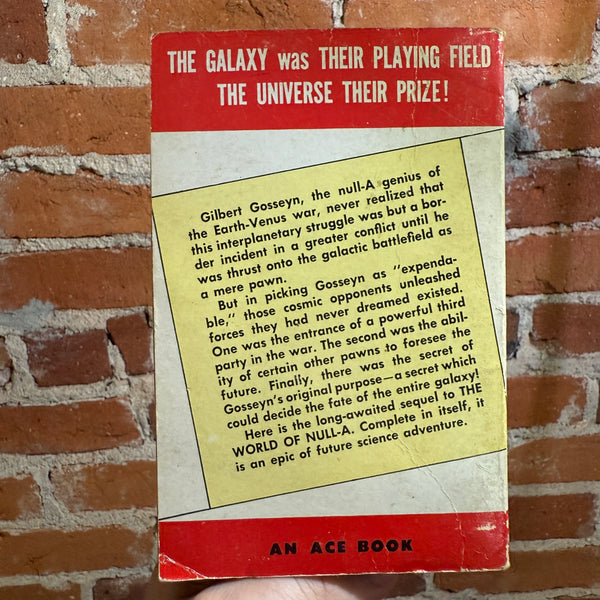 THE GALAXY was THEIR PLAYING FIELD
THE UNIVERSE THEIR PRIZE!
Gilbert Gosseyn, the null-A genius of
the Earth-Venus war, never realized that
this interplanetary struggle was but a bor-
der incident in a greater conflict until he
was thrust onto the galactic battlefield as
a mere pawn.
But in picking Gosseyn as "expenda-
ble," those cosmic opponents unleashed
forces they had never dreamed existed.
One was the entrance of a powerful third
party in the war. The second was the abil-
ity of certain other pawns to foresee the
future. Finally, there was the secret of
Gosseyn's original purpose—a secret which
could decide the fate of the entire galaxy!
Here is the long-awaited sequel to THE
WORLD OF NULL-A. Complete in itself, it
is an epic of future science adventure.
AN ACE BOOK